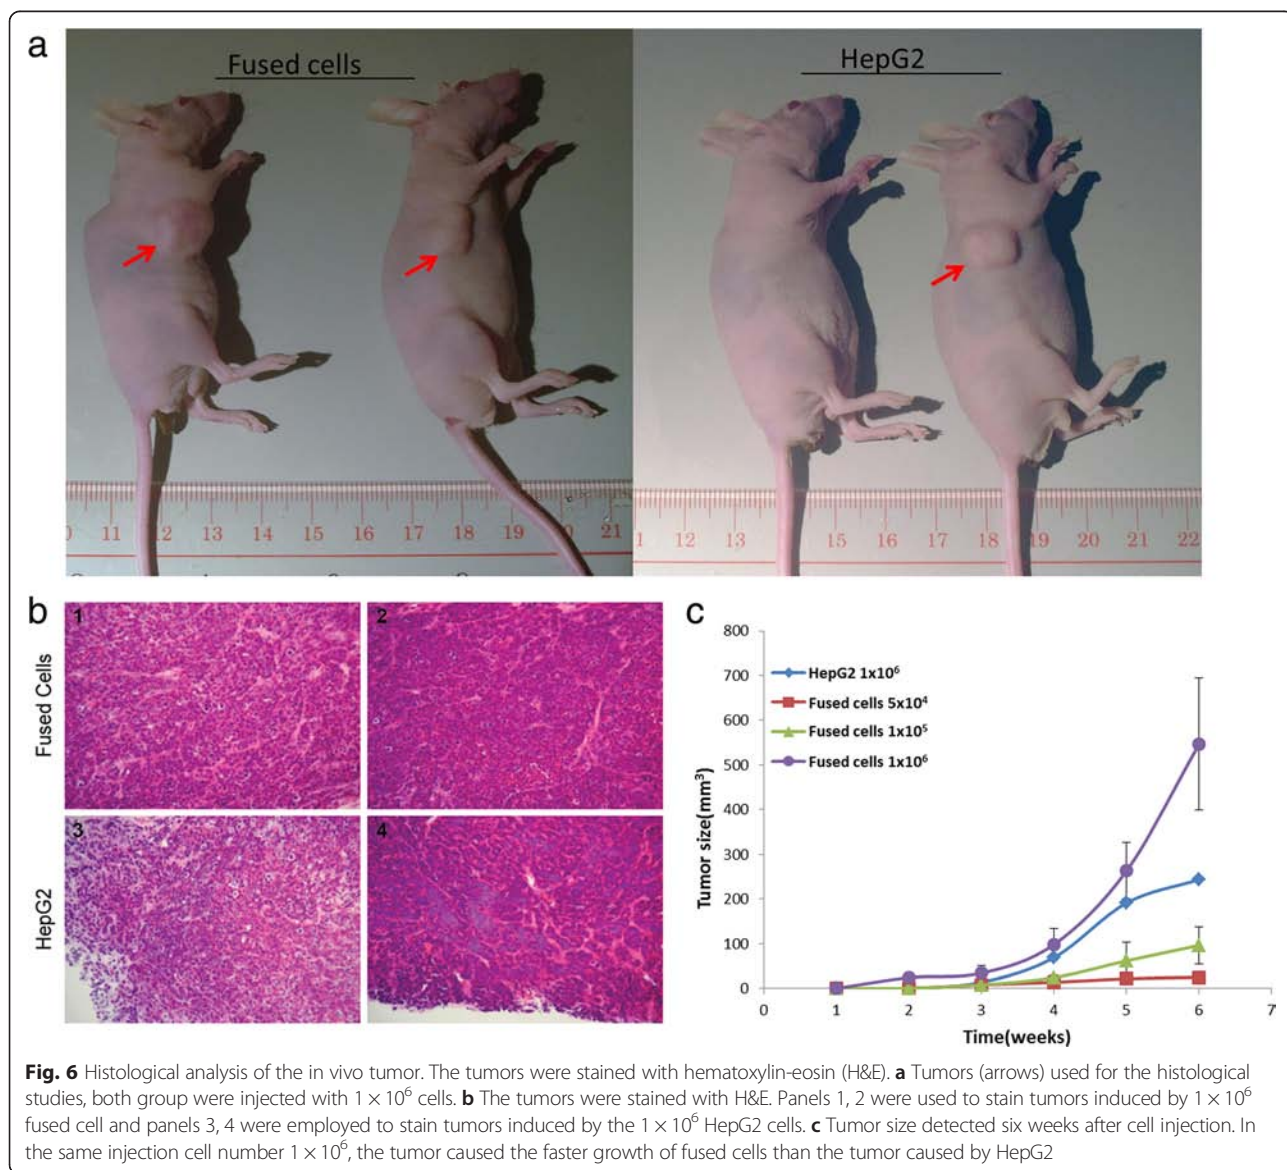 a
Fused cells
HepG2
0 11 12 13 14 15 16 17 18 19 20 21
1 12 13 15 16 17 18 19 20 21 22
b
1
2
Fused Cells
3
4
HepG2
c
800
700
600
500
400
300
200
100
0
Tumor size(mm³)
HepG2 1x10⁶
Fused cells 5x10⁴
Fused cells 1x10⁵
Fused cells 1x10⁶
0 1 2 3 4 5 6 7
Time(weeks)
Fig. 6 Histological analysis of the in vivo tumor. The tumors were stained with hematoxylin-eosin (H&E). a Tumors (arrows) used for the histological
studies, both group were injected with 1 × 10⁶ cells. b The tumors were stained with H&E. Panels 1, 2 were used to stain tumors induced by 1 × 10⁶
fused cell and panels 3, 4 were employed to stain tumors induced by the 1 × 10⁶ HepG2 cells. c Tumor size detected six weeks after cell injection. In
the same injection cell number 1 × 10⁶, the tumor caused the faster growth of fused cells than the tumor caused by HepG2